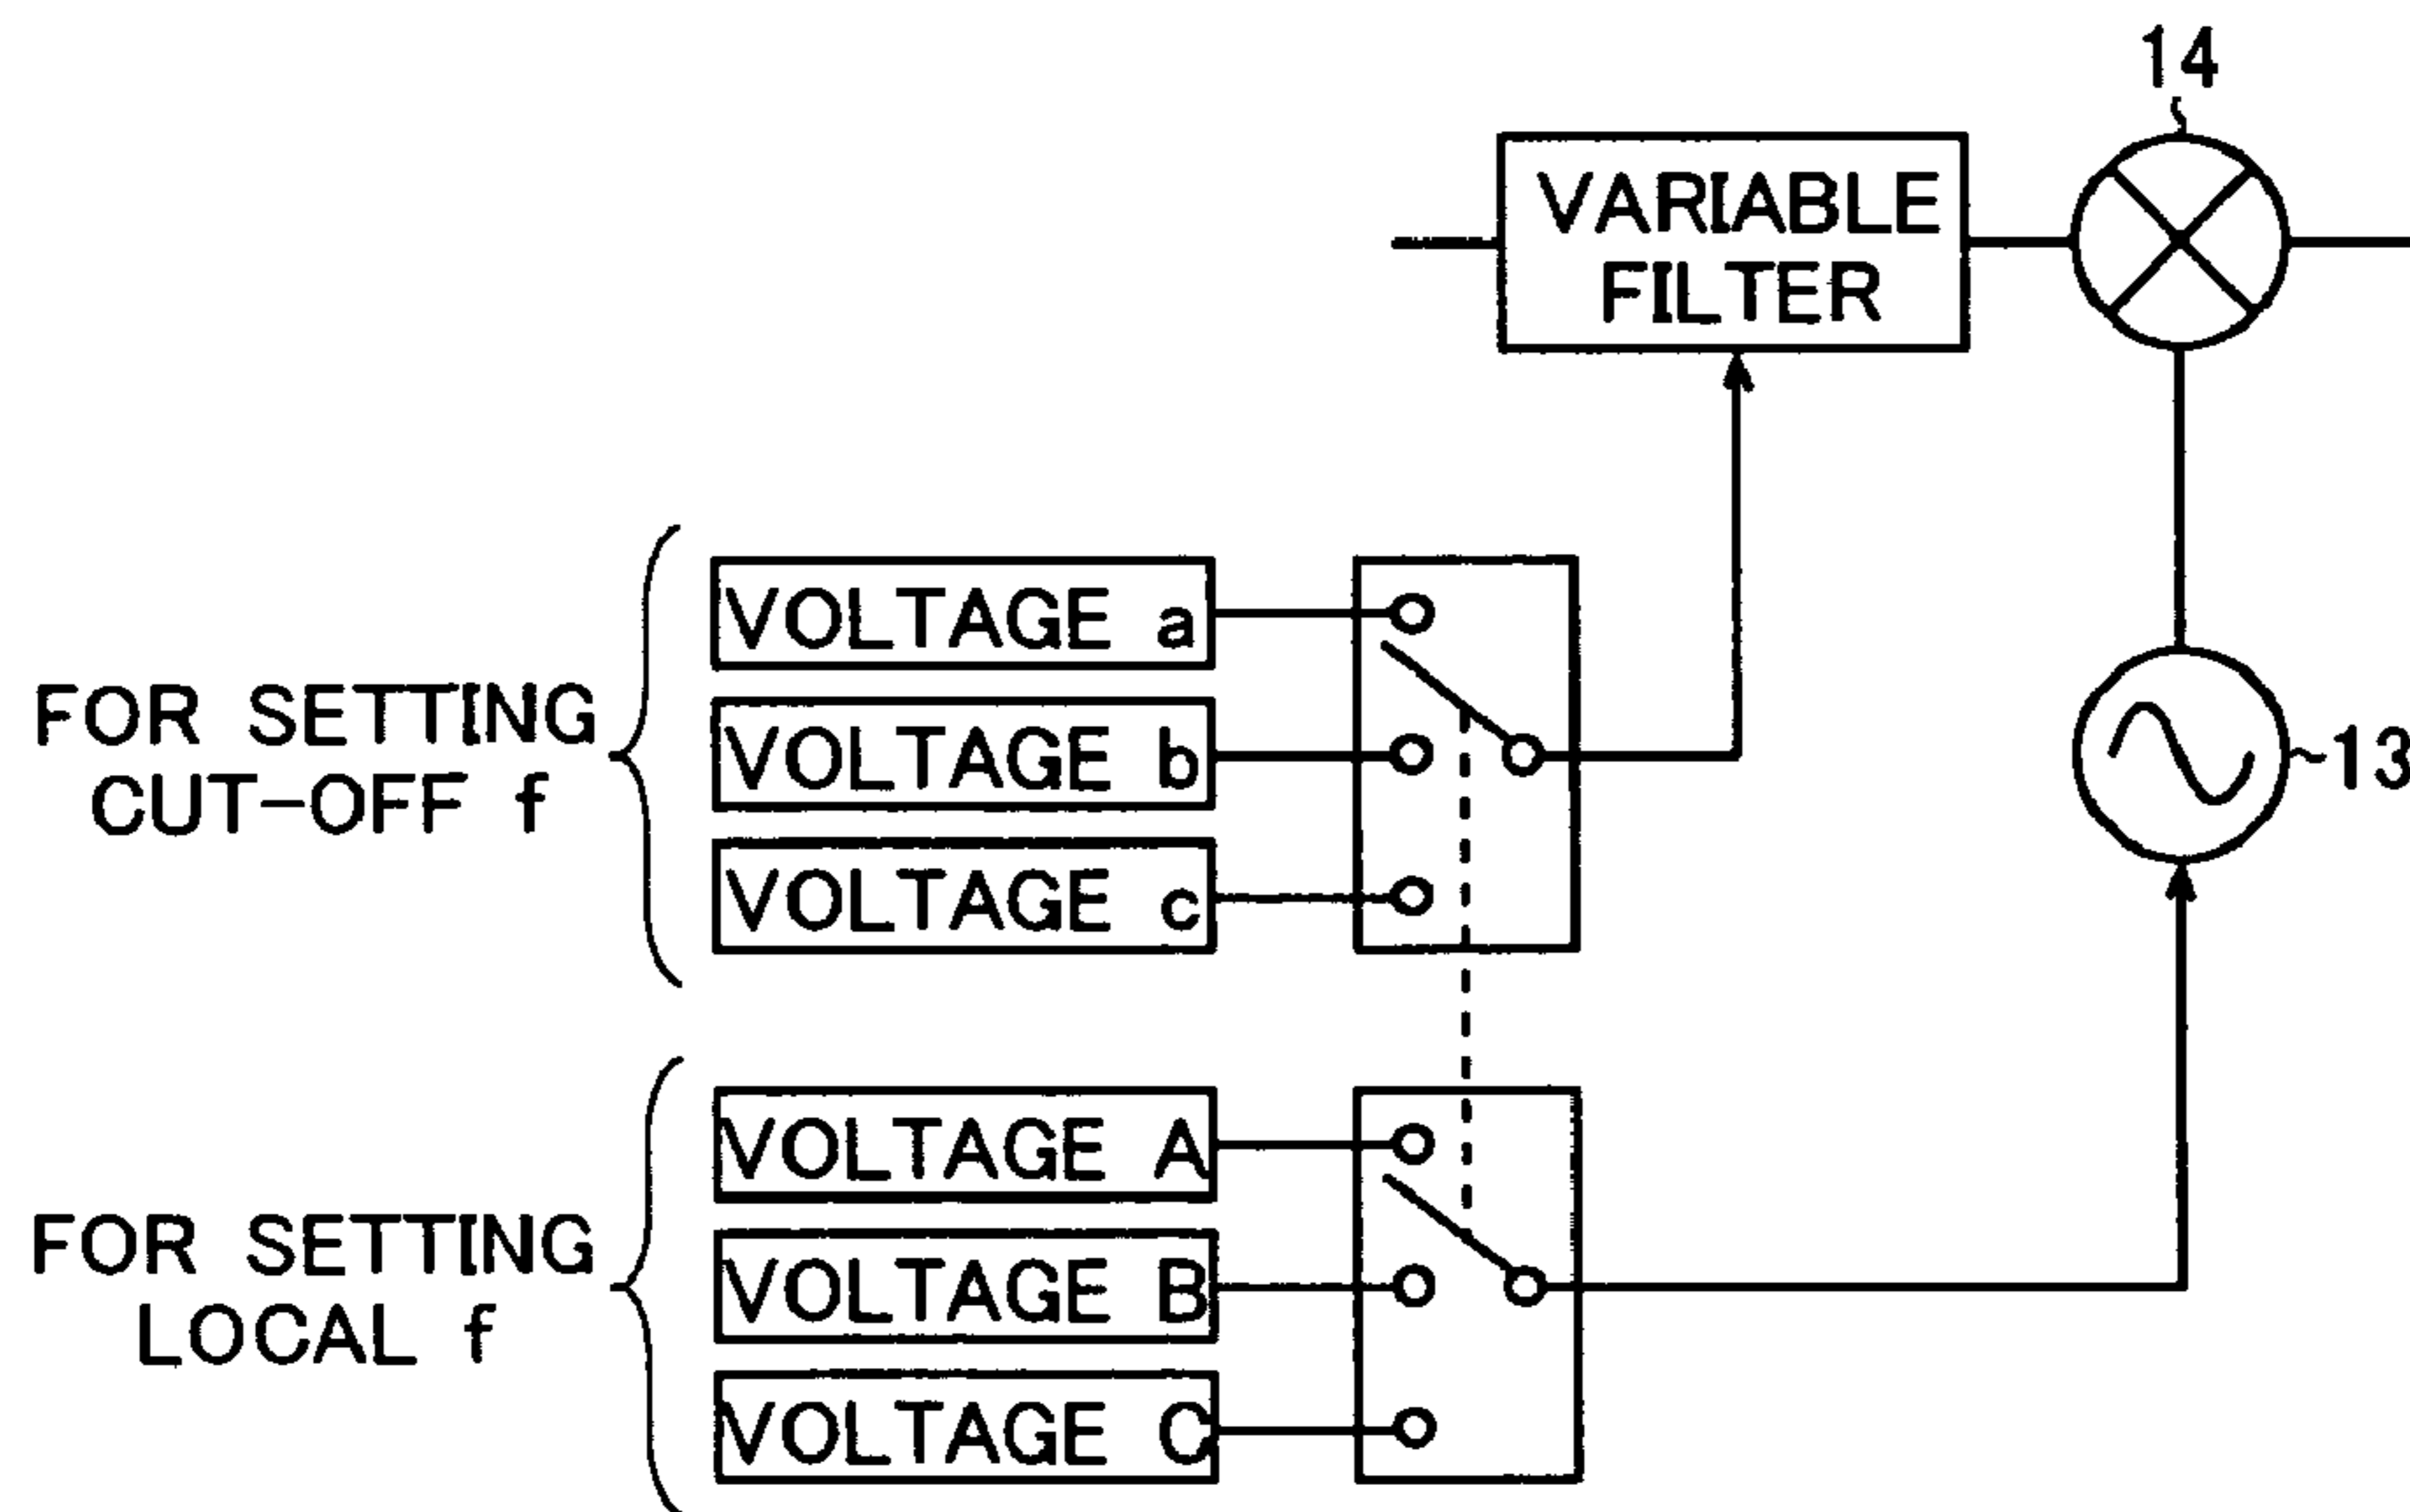 14
VARIABLE
FILTER
VOLTAGE a
VOLTAGE b
VOLTAGE c
FOR SETTING
CUT-OFF f
13
VOLTAGE A
VOLTAGE B
VOLTAGE C
FOR SETTING
LOCAL f